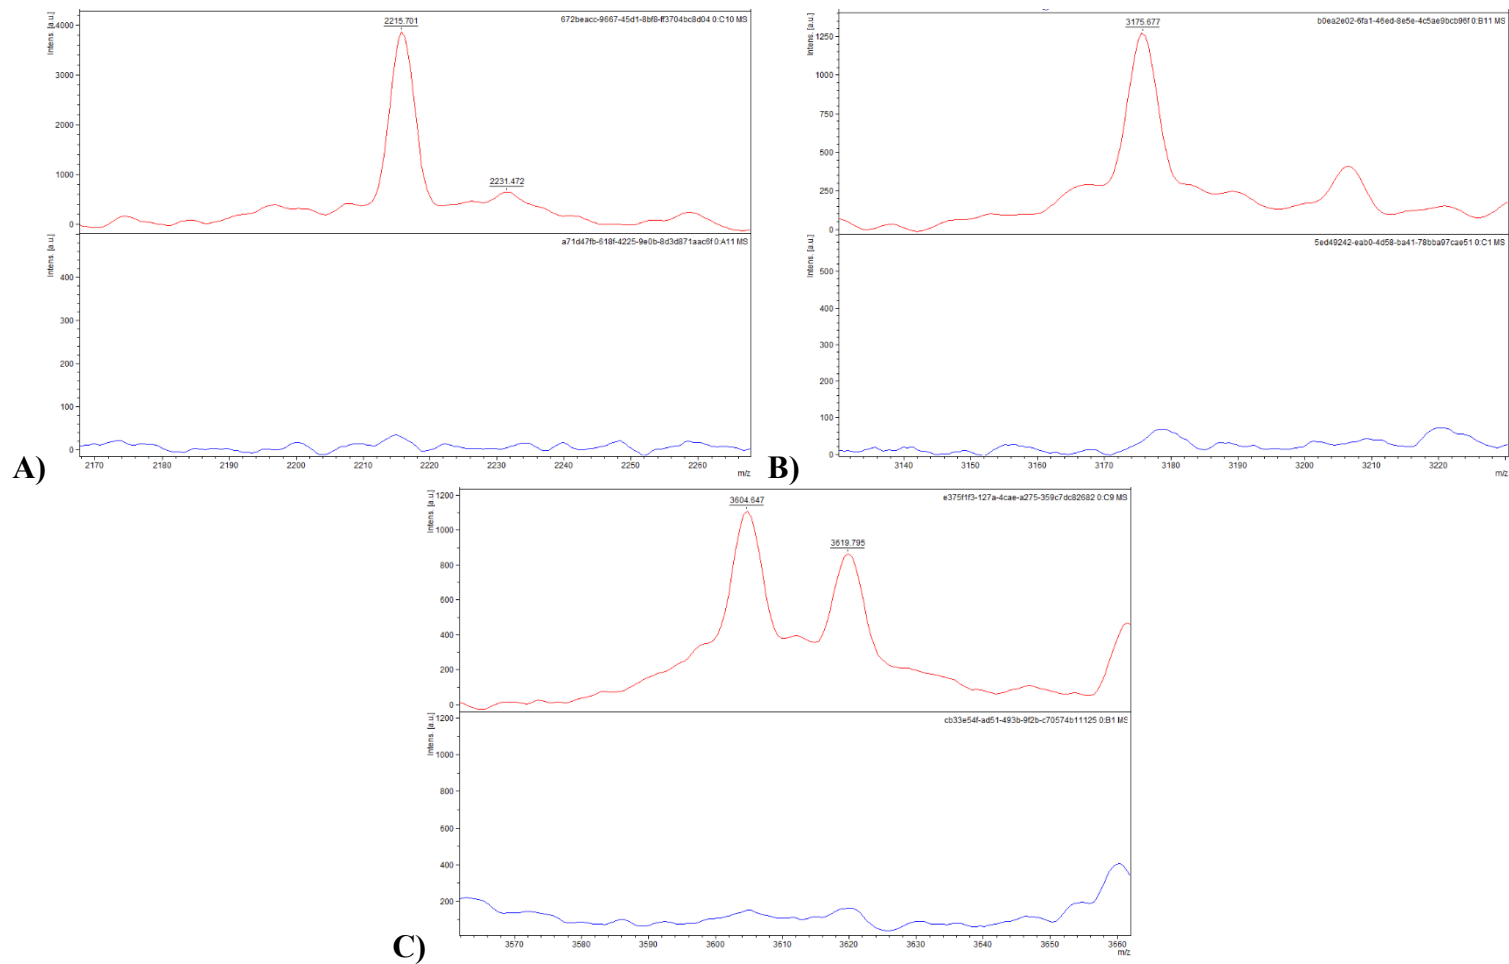 2215.701
672beacc-9667-45d1-8bf8-ff3704bc8d04 0:C10 MS
Intens. [a.u.]
4000
3000
2000
1000
0
2231.472
a71d47fb-618f-4225-9e0b-8d3d871aac6f 0:A11 MS
Intens. [a.u.]
400
300
200
100
0
2170 2180 2190 2200 2210 2220 2230 2240 2250 2260
m/z
A)
3175.677
b0ea2e02-6fa1-46ed-8e5e-4c5ae9bcb96f 0:B11 MS
Intens. [a.u.]
1250
1000
750
500
250
0
5ed49242-eab0-4d58-ba41-78bba97cae51 0:C1 MS
Intens. [a.u.]
500
400
300
200
100
0
3140 3150 3160 3170 3180 3190 3200 3210 3220
m/z
B)
3604.647
e375f1f3-127a-4cae-a275-359c7dc82682 0:C9 MS
3619.795
Intens. [a.u.]
1200
1000
800
600
400
200
0
cb33e54f-ad51-493b-9f2b-c70574b11125 0:B1 MS
Intens. [a.u.]
1200
1000
800
600
400
200
3570 3580 3590 3600 3610 3620 3630 3640 3650 3660
m/z
C)